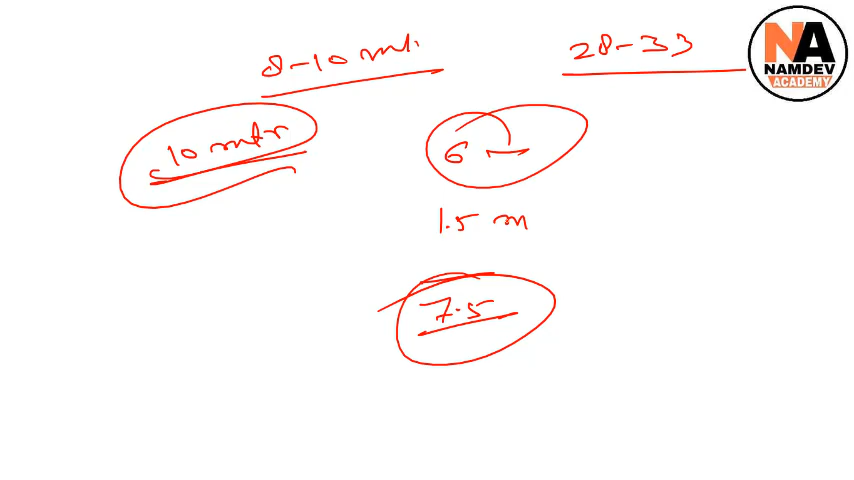 8-10 mt.
28-33
NA
NAMDEV
ACADEMY
10 mtr
6 m
1.5 m
7.5